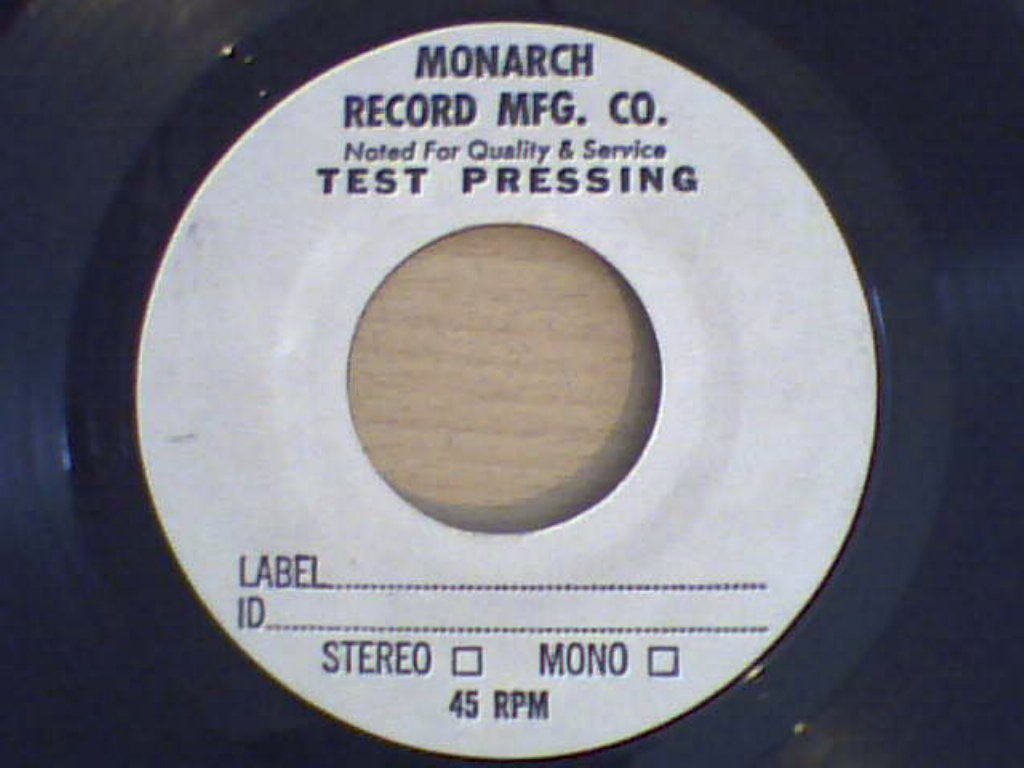 MONARCH
RECORD MFG. CO.
Noted For Quality & Service
TEST PRESSING
LABEL
ID
STEREO □ MONO □
45 RPM